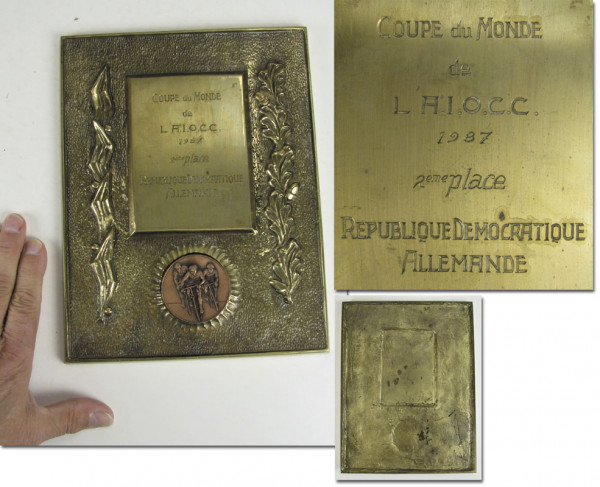 COUPE du MONDE
de
L A'I.O.C.C.
1987
2eme place
REPUBLIQUE DEMOCRATIQUE
ALLEMANDE
COUPE du MONDE
de
L A'I.O.C.C.
1987
2eme place
REPUBLIQUE DEMOCRATIQUE
ALLEMANDE